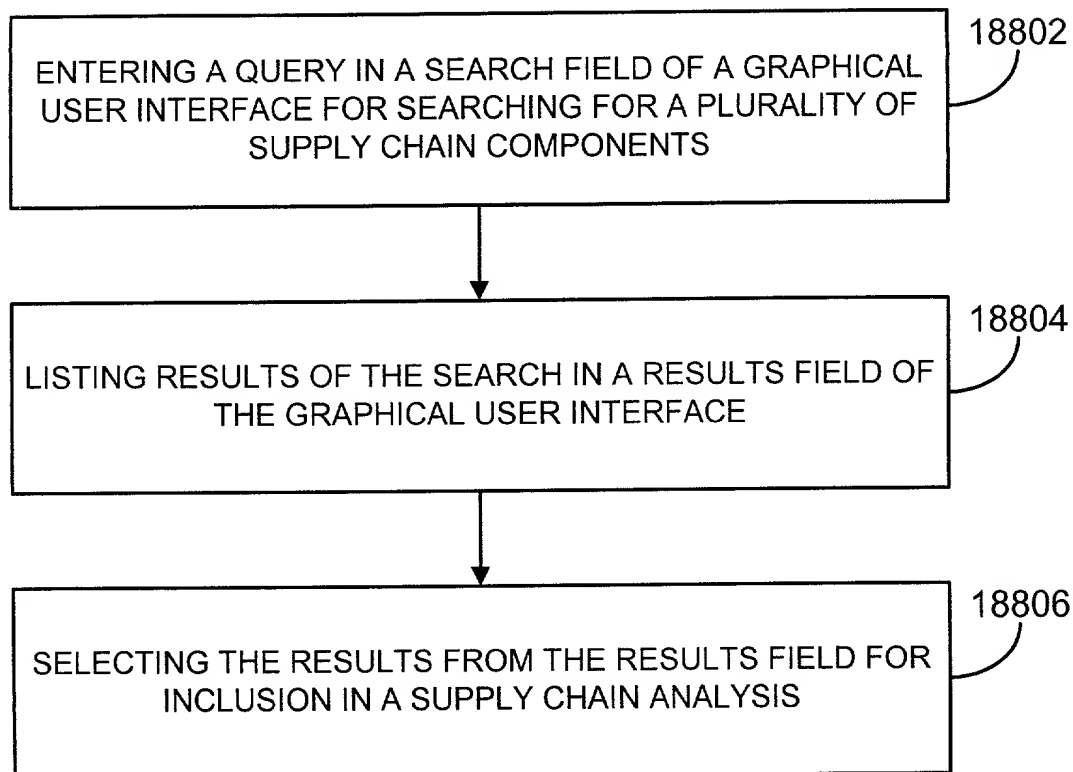 18802
ENTERING A QUERY IN A SEARCH FIELD OF A GRAPHICAL
USER INTERFACE FOR SEARCHING FOR A PLURALITY OF
SUPPLY CHAIN COMPONENTS
18804
LISTING RESULTS OF THE SEARCH IN A RESULTS FIELD OF
THE GRAPHICAL USER INTERFACE
18806
SELECTING THE RESULTS FROM THE RESULTS FIELD FOR
INCLUSION IN A SUPPLY CHAIN ANALYSIS